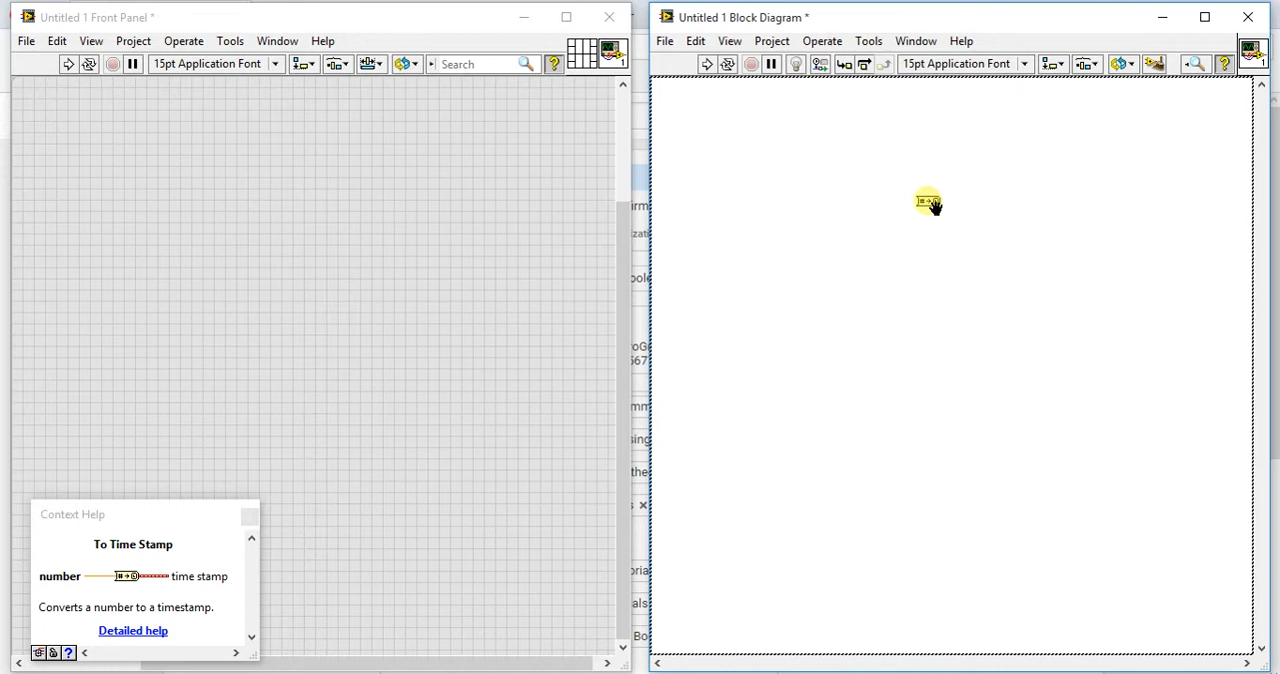 Untitled 1 Front Panel *
File Edit View Project Operate Tools Window Help
15pt Application Font
Search
1
Untitled 1 Block Diagram *
File Edit View Project Operate Tools Window Help
15pt Application Font
1
Context Help
To Time Stamp
number time stamp
Converts a number to a timestamp.
Detailed help